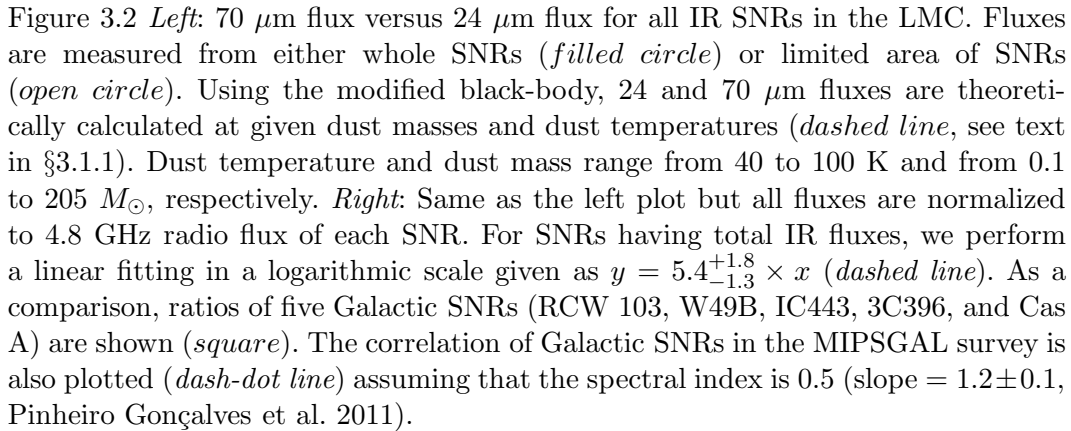 Figure 3.2 Left: 70 μm flux versus 24 μm flux for all IR SNRs in the LMC. Fluxes
are measured from either whole SNRs (filled circle) or limited area of SNRs
(open circle). Using the modified black-body, 24 and 70 μm fluxes are theoreti-
cally calculated at given dust masses and dust temperatures (dashed line, see text
in §3.1.1). Dust temperature and dust mass range from 40 to 100 K and from 0.1
to 205 M⊙, respectively. Right: Same as the left plot but all fluxes are normalized
to 4.8 GHz radio flux of each SNR. For SNRs having total IR fluxes, we perform
a linear fitting in a logarithmic scale given as y = 5.4^{+1.8}_{−1.3} × x (dashed line). As a
comparison, ratios of five Galactic SNRs (RCW 103, W49B, IC443, 3C396, and Cas
A) are shown (square). The correlation of Galactic SNRs in the MIPSGAL survey is
also plotted (dash-dot line) assuming that the spectral index is 0.5 (slope = 1.2±0.1,
Pinheiro Gonçalves et al. 2011).